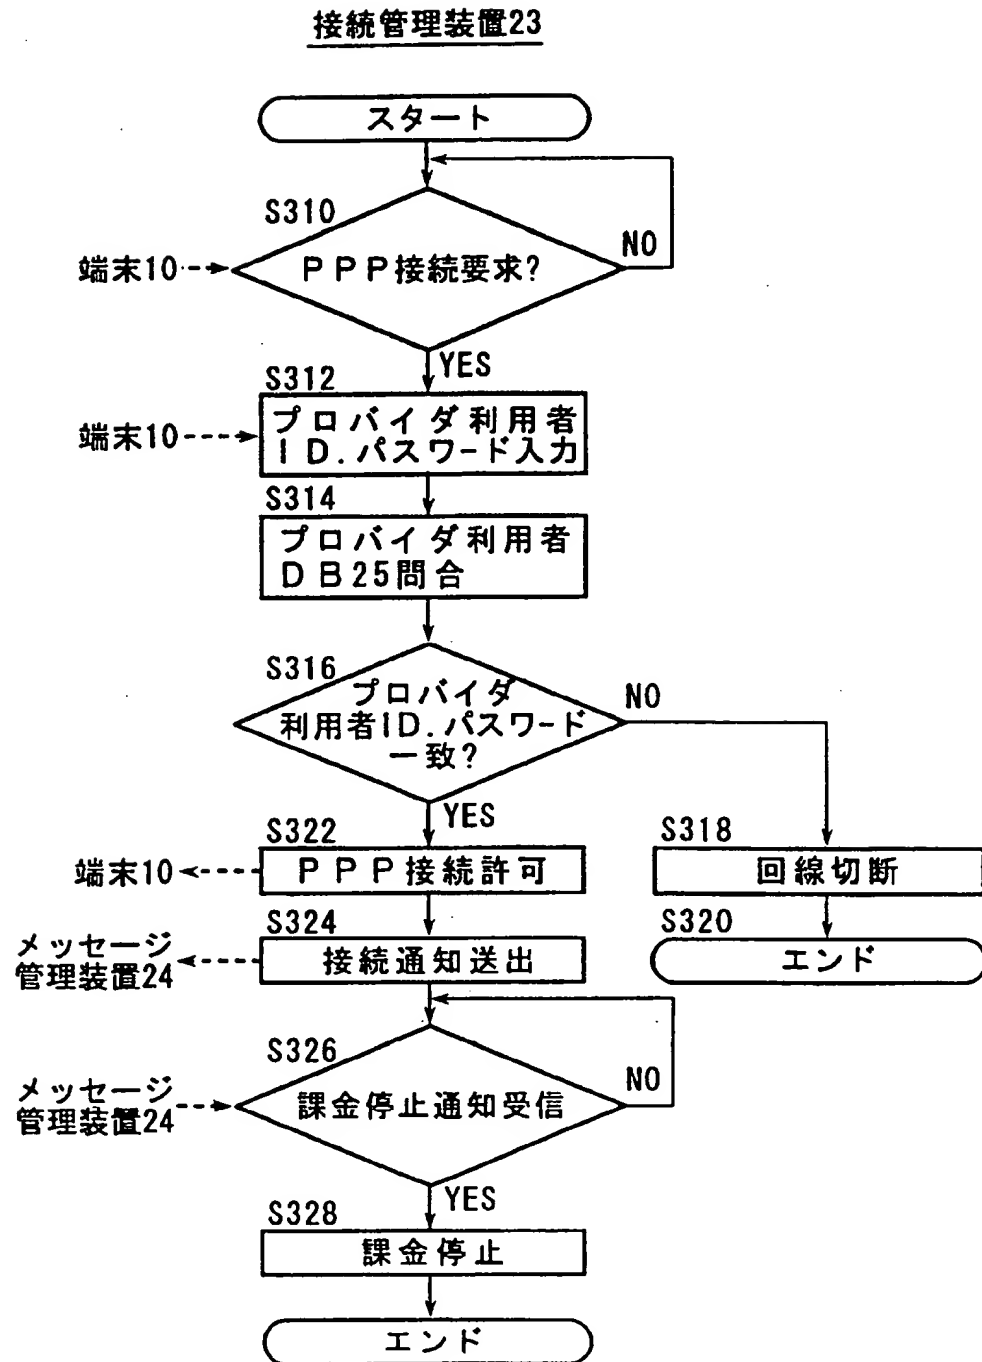 接続管理装置23
スタート
S310
端末10
PPP接続要求?
NO
YES
S312
端末10
プロバイダ利用者
ID.パスワード入力
S314
プロバイダ利用者
DB25問合
S316
プロバイダ
利用者ID.パスワード
一致?
NO
YES
S322
端末10
PPP接続許可
S318
回線切断
S324
メッセージ
管理装置24
接続通知送出
S320
エンド
S326
メッセージ
管理装置24
課金停止通知受信
NO
YES
S328
課金停止
エンド